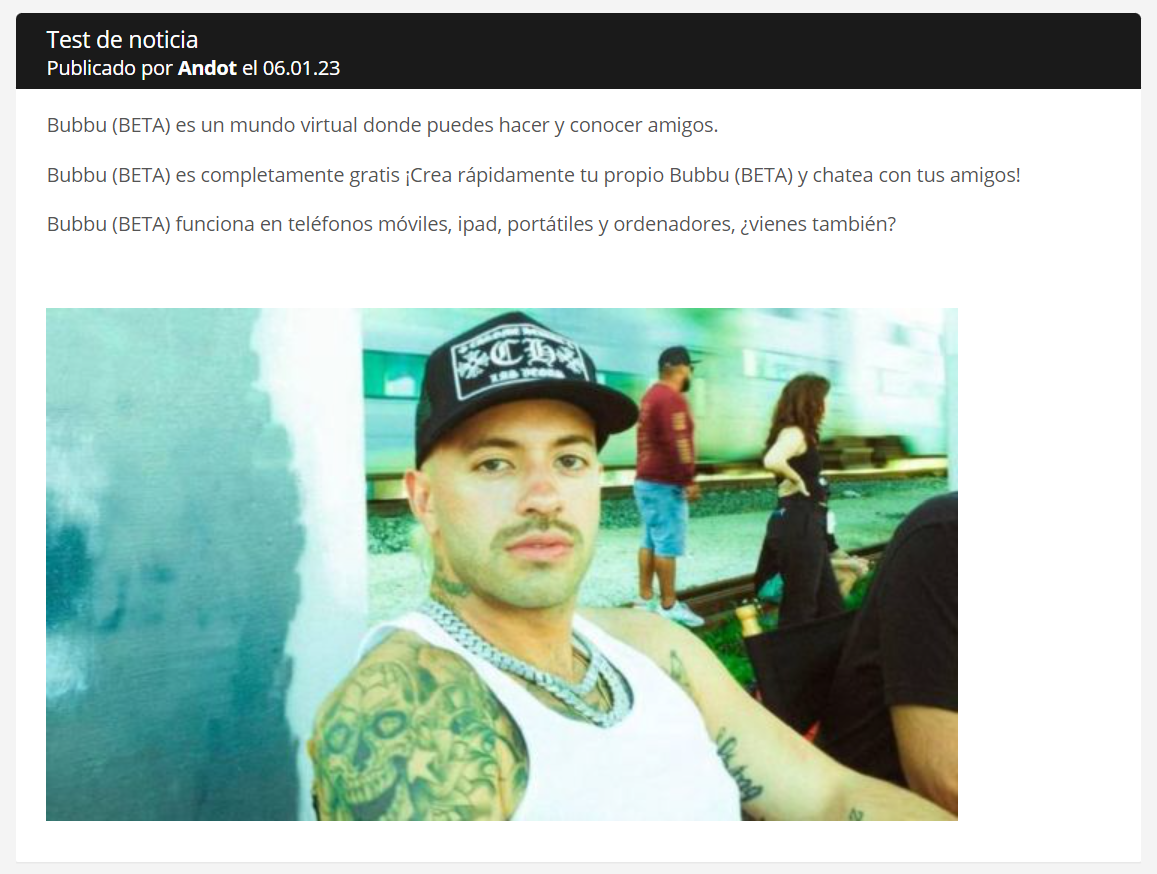 Test de noticia
Publicado por Andot el 06.01.23
Bubbu (BETA) es un mundo virtual donde puedes hacer y conocer amigos.
Bubbu (BETA) es completamente gratis ¡Crea rápidamente tu propio Bubbu (BETA) y chatea con tus amigos!
Bubbu (BETA) funciona en teléfonos móviles, ipad, portátiles y ordenadores, ¿vienes también?
CH